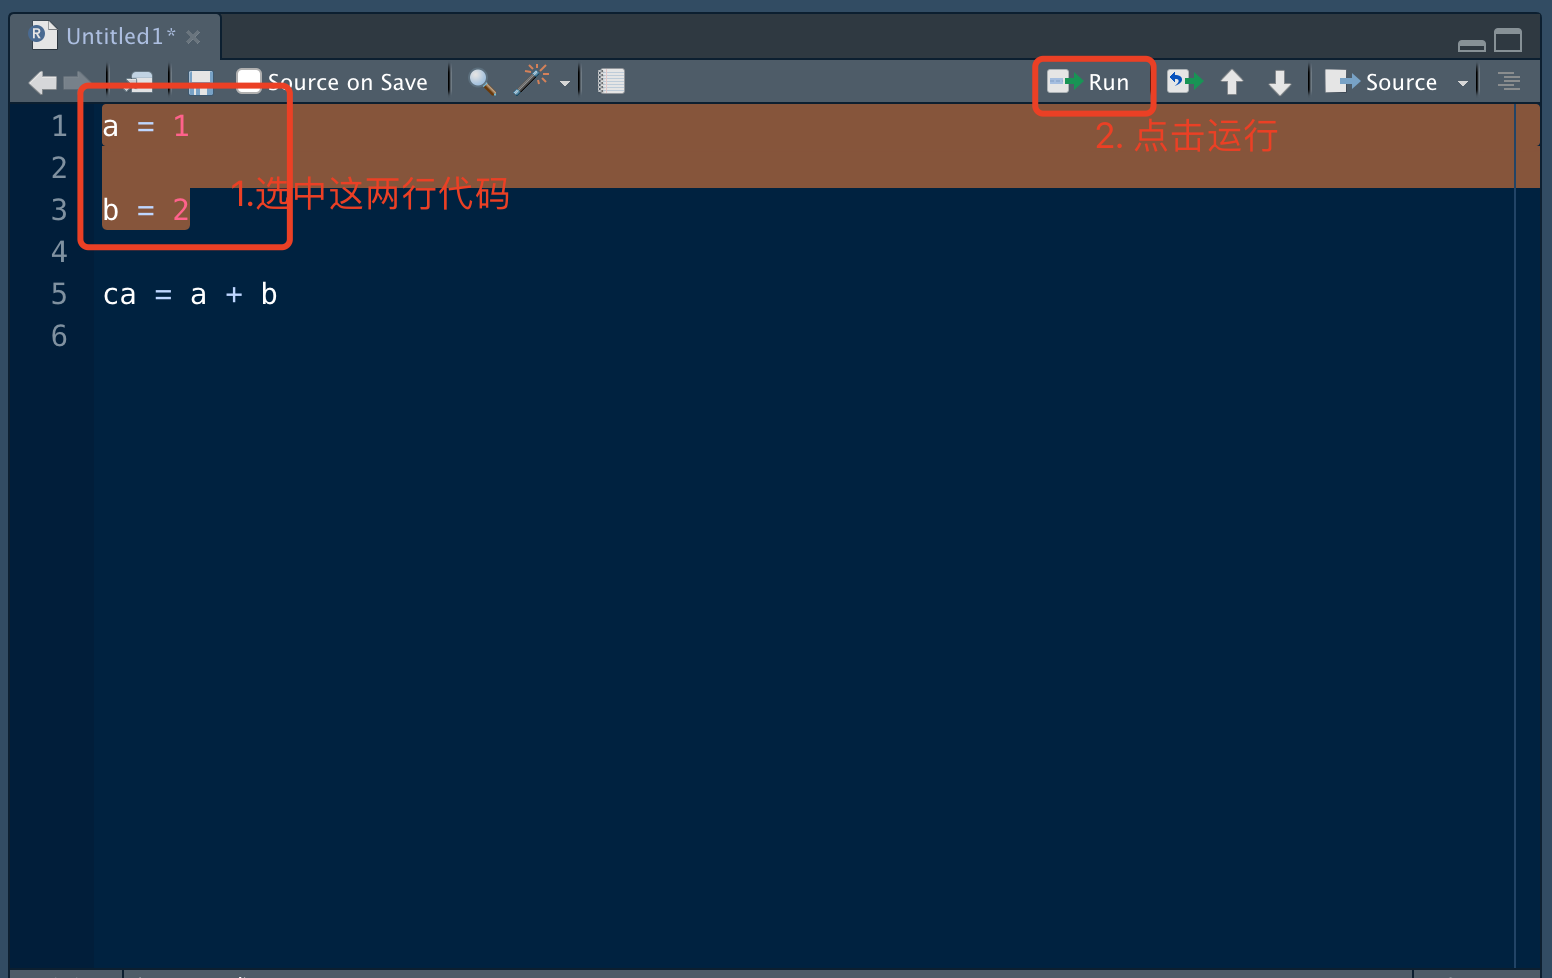 Untitled1*
Source on Save
Run
Source
1 a = 1
2. 点击运行
2
1.选中这两行代码
3 b = 2
4
5 ca = a + b
6